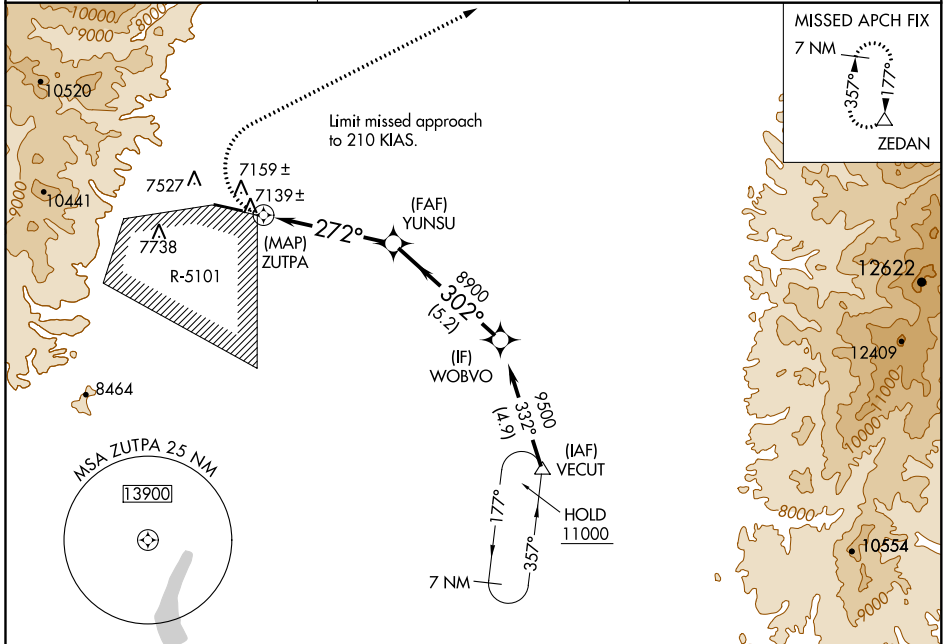 10000
9000
10520
10441
9000
7527
7159 ±
7139 ±
7738
R-5101
8464
Limit missed approach
to 210 KIAS.
(MAP)
ZUTPA
272°
(FAF)
YUNSU
8900
302°
(5.2)
(IF)
WOBVO
9500
332°
(4.9)
(IAF)
VECUT
HOLD
11000
177°
357°
7 NM
MSA ZUTPA 25 NM
13900
MISSED APCH FIX
7 NM
357°
177°
ZEDAN
12622
12409
11000
10000
8000
10554
9000